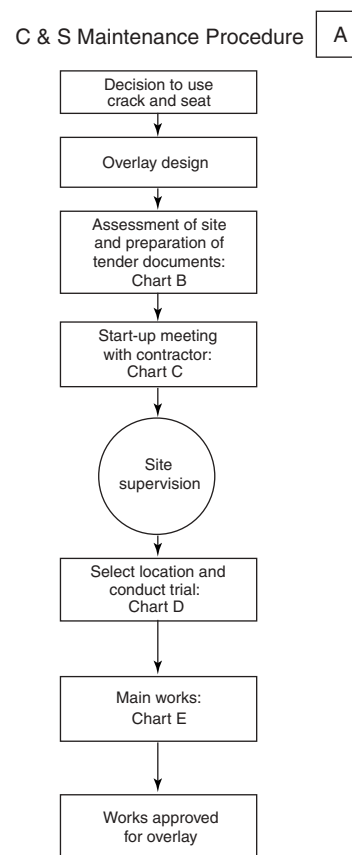 C & S Maintenance Procedure A
Decision to use
crack and seat
Overlay design
Assessment of site
and preparation of
tender documents:
Chart B
Start-up meeting
with contractor:
Chart C
Site
supervision
Select location and
conduct trial:
Chart D
Main works:
Chart E
Works approved
for overlay